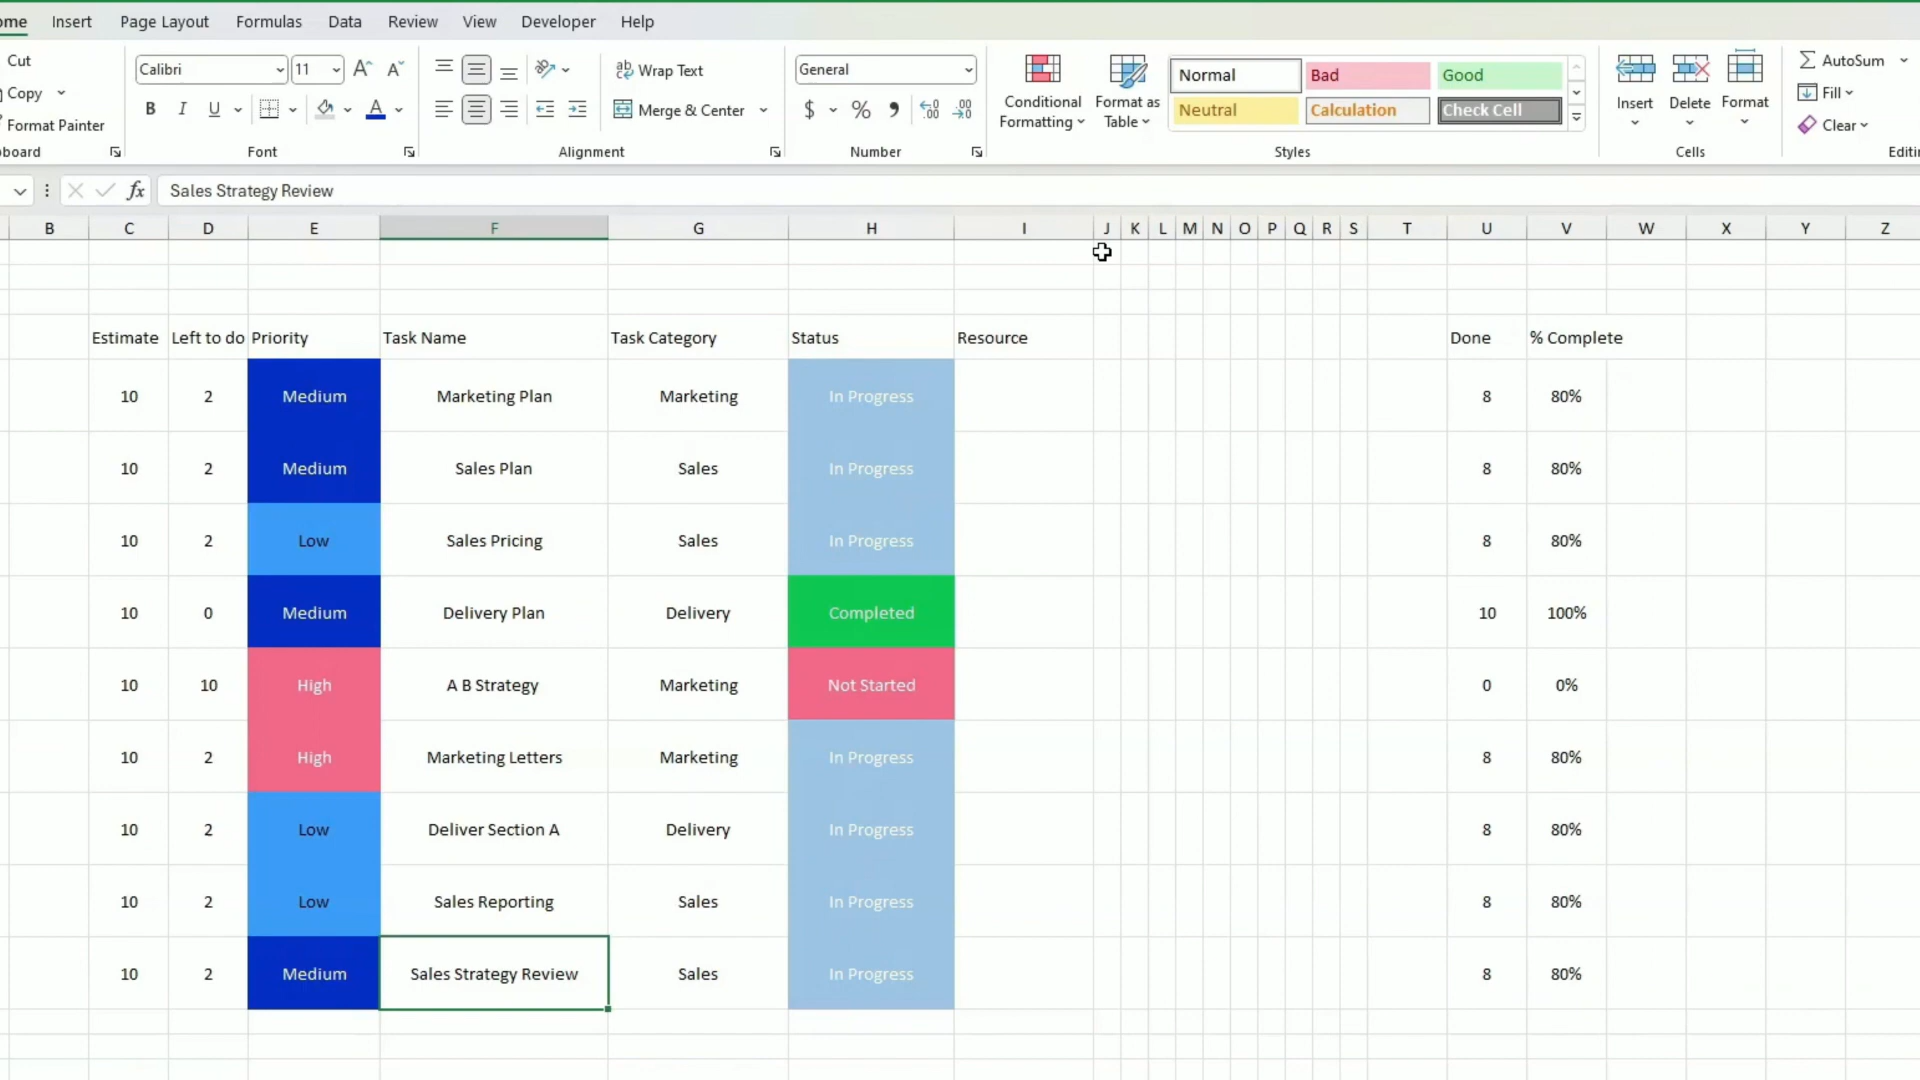 ome Insert Page Layout Formulas Data Review View Developer Help
Cut
Copy
Format Painter
board
Calibri 11
B I U
Font
Wrap Text
Merge & Center
Alignment
General
$ % ,
Number
Conditional Formatting
Format as Table
Normal Bad Good
Neutral Calculation Check Cell
Styles
Insert Delete Format
Cells
AutoSum
Fill
Clear
Editin
fx Sales Strategy Review
B C D E F G H I J K L M N O P Q R S T U V W X Y Z
Estimate Left to do Priority Task Name Task Category Status Resource Done % Complete
10 2 Medium Marketing Plan Marketing In Progress 8 80%
10 2 Medium Sales Plan Sales In Progress 8 80%
10 2 Low Sales Pricing Sales In Progress 8 80%
10 0 Medium Delivery Plan Delivery Completed 10 100%
10 10 High A B Strategy Marketing Not Started 0 0%
10 2 High Marketing Letters Marketing In Progress 8 80%
10 2 Low Deliver Section A Delivery In Progress 8 80%
10 2 Low Sales Reporting Sales In Progress 8 80%
10 2 Medium Sales Strategy Review Sales In Progress 8 80%